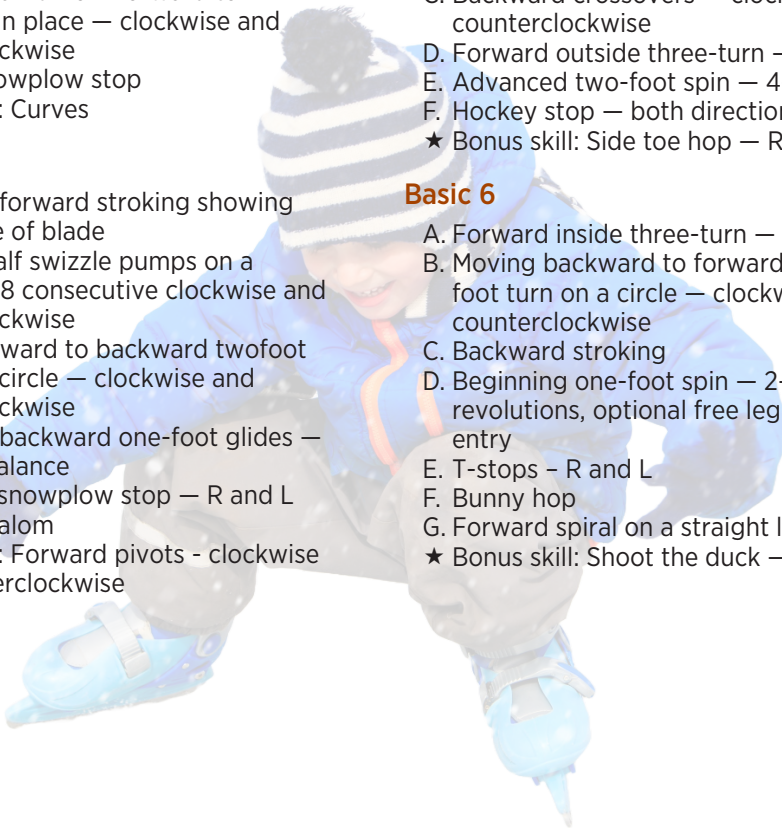 n place — clockwise and
ckwise
owplow stop
: Curves
forward stroking showing
e of blade
alf swizzle pumps on a
8 consecutive clockwise and
ckwise
ward to backward twofoot
circle — clockwise and
ckwise
backward one-foot glides —
alance
snowplow stop — R and L
alom
: Forward pivots - clockwise
erclockwise
counterclockwise
D. Forward outside three-turn –
E. Advanced two-foot spin — 4
F. Hockey stop — both direction
★ Bonus skill: Side toe hop — R
Basic 6
A. Forward inside three-turn —
B. Moving backward to forward
foot turn on a circle — clockw
counterclockwise
C. Backward stroking
D. Beginning one-foot spin — 2-
revolutions, optional free leg
entry
E. T-stops – R and L
F. Bunny hop
G. Forward spiral on a straight l
★ Bonus skill: Shoot the duck —